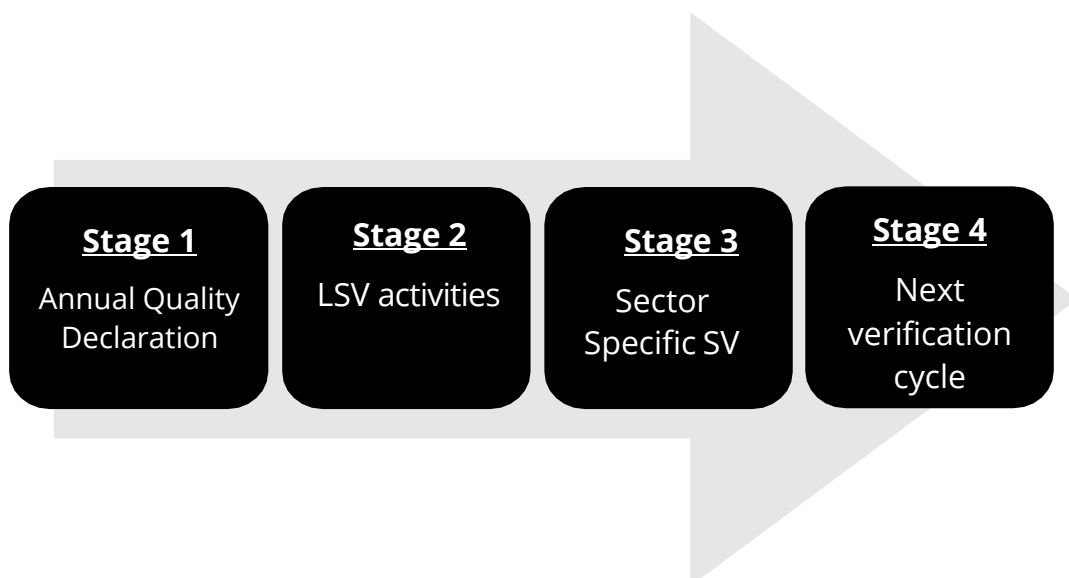 Stage 1
Annual Quality
Declaration
Stage 2
LSV activities
Stage 3
Sector
Specific SV
Stage 4
Next
verification
cycle